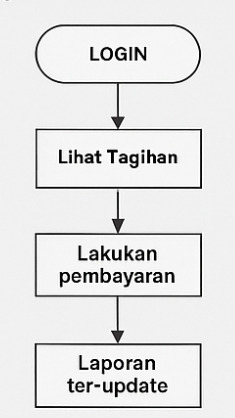 LOGIN
Lihat Tagihan
Lakukan
pembayaran
Laporan
ter-update